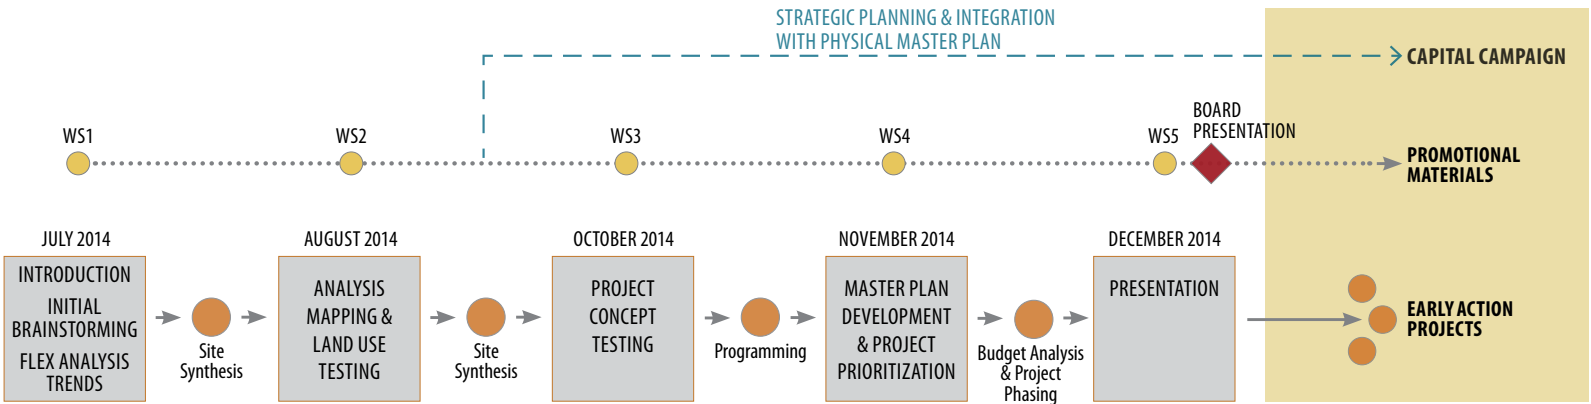 STRATEGIC PLANNING & INTEGRATION
WITH PHYSICAL MASTER PLAN
CAPITAL CAMPAIGN
WS1
WS2
WS3
WS4
WS5
BOARD
PRESENTATION
PROMOTIONAL
MATERIALS
JULY 2014
INTRODUCTION
INITIAL
BRAINSTORMING
FLEX ANALYSIS
TRENDS
Site
Synthesis
AUGUST 2014
ANALYSIS
MAPPING &
LAND USE
TESTING
Site
Synthesis
OCTOBER 2014
PROJECT
CONCEPT
TESTING
Programming
NOVEMBER 2014
MASTER PLAN
DEVELOPMENT
& PROJECT
PRIORITIZATION
Budget Analysis
& Project
Phasing
DECEMBER 2014
PRESENTATION
EARLY ACTION
PROJECTS